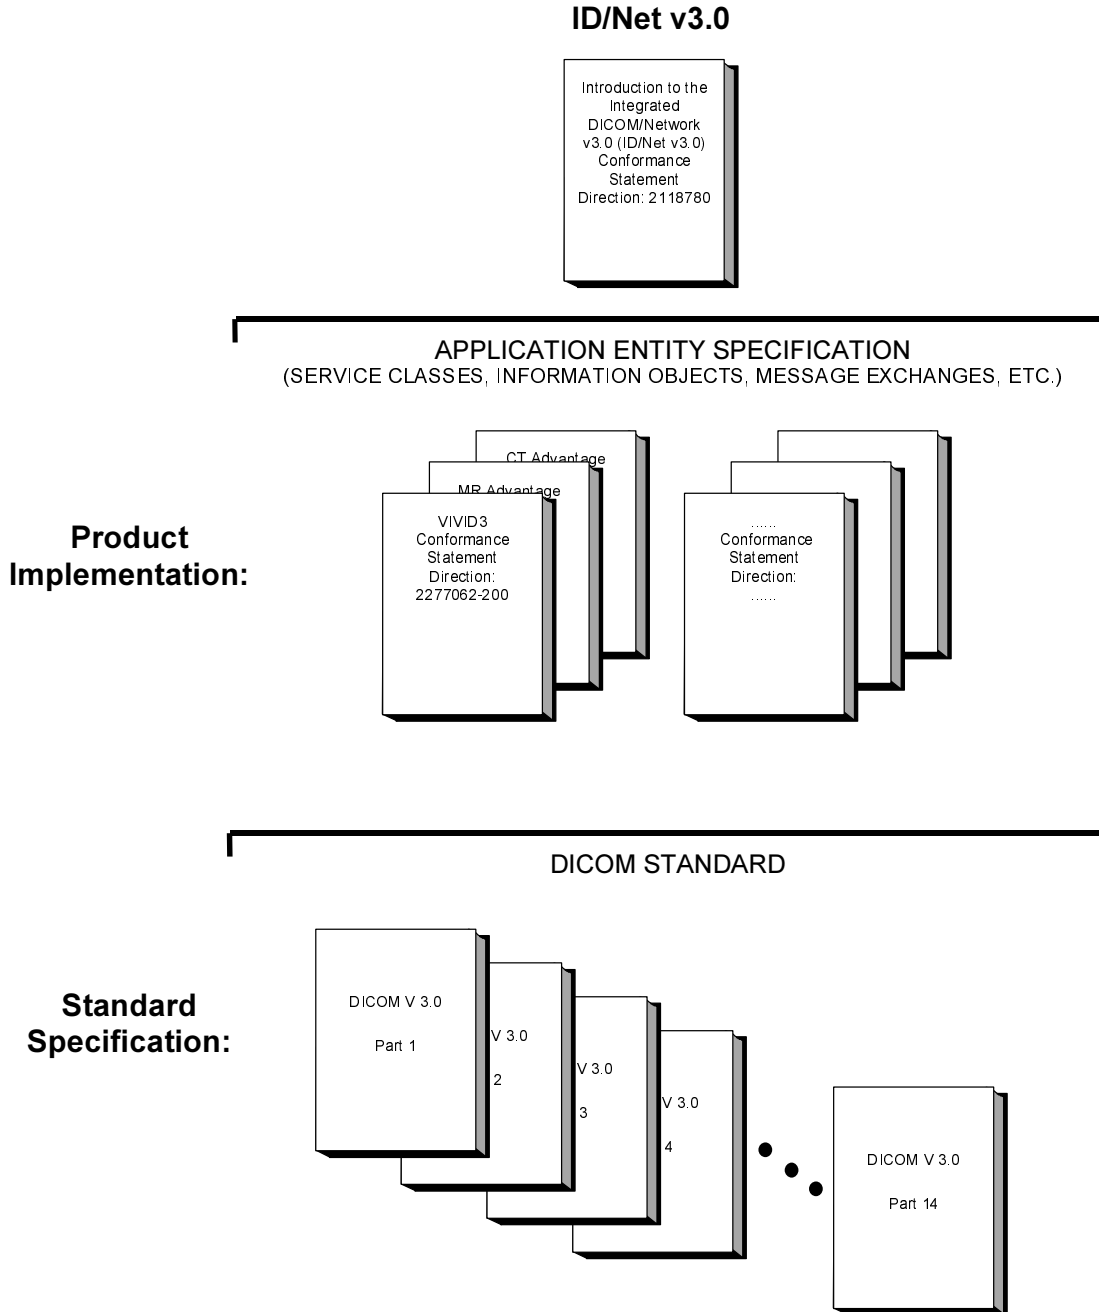 ID/Net v3.0
Introduction to the
Integrated
DICOM/Network
v3.0 (ID/Net v3.0)
Conformance
Statement
Direction: 2118780
APPLICATION ENTITY SPECIFICATION
(SERVICE CLASSES, INFORMATION OBJECTS, MESSAGE EXCHANGES, ETC.)
Product
Implementation:
CT Advantage
MR Advantage
VIVID3
Conformance
Statement
Direction:
2277062-200
......
Conformance
Statement
Direction:
......
DICOM STANDARD
Standard
Specification:
DICOM V 3.0
Part 1
V 3.0
2
V 3.0
3
V 3.0
4
DICOM V 3.0
Part 14